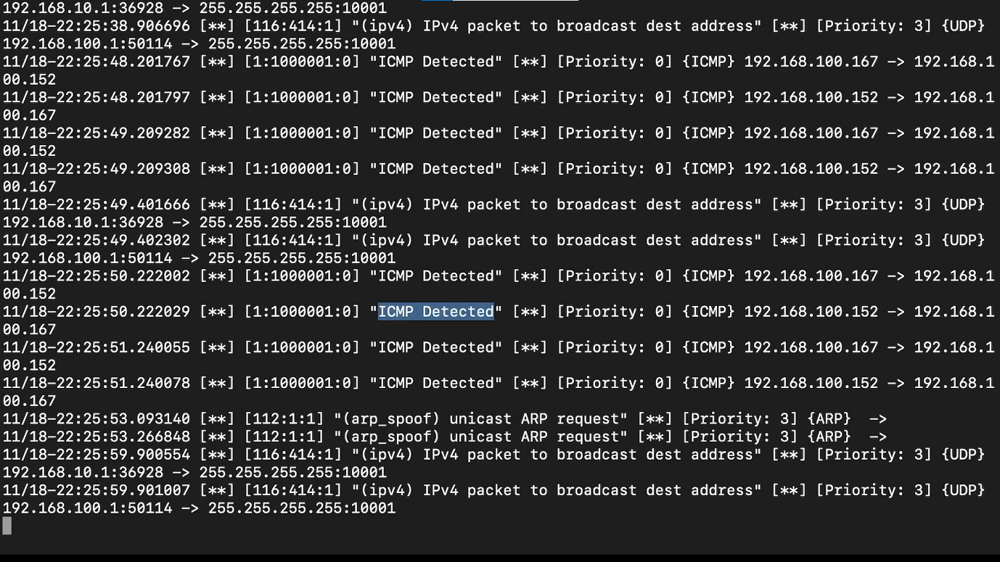 192.168.10.1:36928 -> 255.255.255.255:10001
11/18-22:25:38.906696 [**] [116:414:1] "(ipv4) IPv4 packet to broadcast dest address" [**] [Priority: 3] {UDP}
192.168.100.1:50114 -> 255.255.255.255:10001
11/18-22:25:48.201767 [**] [1:1000001:0] "ICMP Detected" [**] [Priority: 0] {ICMP} 192.168.100.167 -> 192.168.1
00.152
11/18-22:25:48.201797 [**] [1:1000001:0] "ICMP Detected" [**] [Priority: 0] {ICMP} 192.168.100.152 -> 192.168.1
00.167
11/18-22:25:49.209282 [**] [1:1000001:0] "ICMP Detected" [**] [Priority: 0] {ICMP} 192.168.100.167 -> 192.168.1
00.152
11/18-22:25:49.209308 [**] [1:1000001:0] "ICMP Detected" [**] [Priority: 0] {ICMP} 192.168.100.152 -> 192.168.1
00.167
11/18-22:25:49.401666 [**] [116:414:1] "(ipv4) IPv4 packet to broadcast dest address" [**] [Priority: 3] {UDP}
192.168.10.1:36928 -> 255.255.255.255:10001
11/18-22:25:49.402302 [**] [116:414:1] "(ipv4) IPv4 packet to broadcast dest address" [**] [Priority: 3] {UDP}
192.168.100.1:50114 -> 255.255.255.255:10001
11/18-22:25:50.222002 [**] [1:1000001:0] "ICMP Detected" [**] [Priority: 0] {ICMP} 192.168.100.167 -> 192.168.1
00.152
11/18-22:25:50.222029 [**] [1:1000001:0] "ICMP Detected" [**] [Priority: 0] {ICMP} 192.168.100.152 -> 192.168.1
00.167
11/18-22:25:51.240055 [**] [1:1000001:0] "ICMP Detected" [**] [Priority: 0] {ICMP} 192.168.100.167 -> 192.168.1
00.152
11/18-22:25:51.240078 [**] [1:1000001:0] "ICMP Detected" [**] [Priority: 0] {ICMP} 192.168.100.152 -> 192.168.1
00.167
11/18-22:25:53.093140 [**] [112:1:1] "(arp_spoof) unicast ARP request" [**] [Priority: 3] {ARP}  ->
11/18-22:25:53.266848 [**] [112:1:1] "(arp_spoof) unicast ARP request" [**] [Priority: 3] {ARP}  ->
11/18-22:25:59.900554 [**] [116:414:1] "(ipv4) IPv4 packet to broadcast dest address" [**] [Priority: 3] {UDP}
192.168.10.1:36928 -> 255.255.255.255:10001
11/18-22:25:59.901007 [**] [116:414:1] "(ipv4) IPv4 packet to broadcast dest address" [**] [Priority: 3] {UDP}
192.168.100.1:50114 -> 255.255.255.255:10001